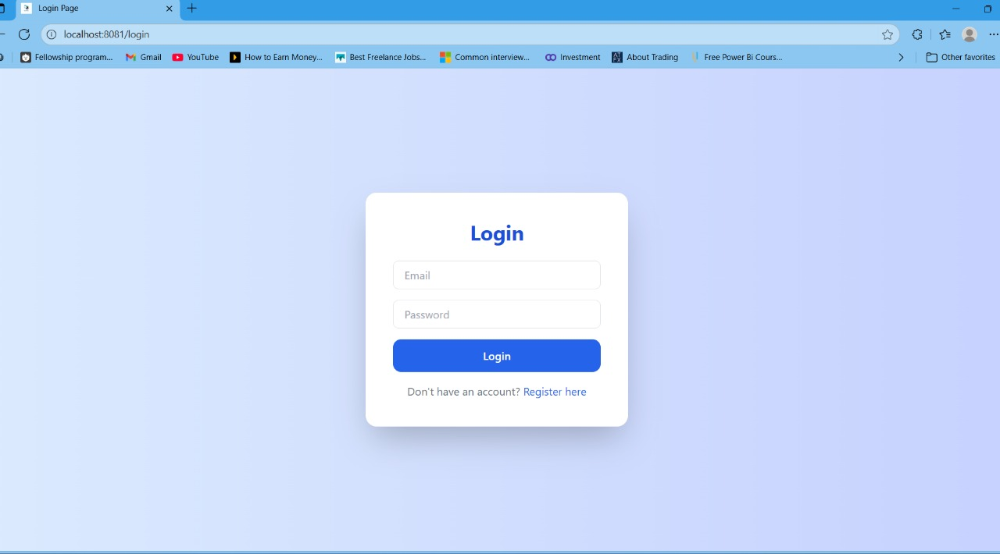 Login Page
localhost:8081/login
Fellowship program... Gmail YouTube How to Earn Money... Best Freelance Jobs... Common interview... Investment About Trading Free Power Bi Cours... Other favorites
Login
Email
Password
Login
Don't have an account? Register here